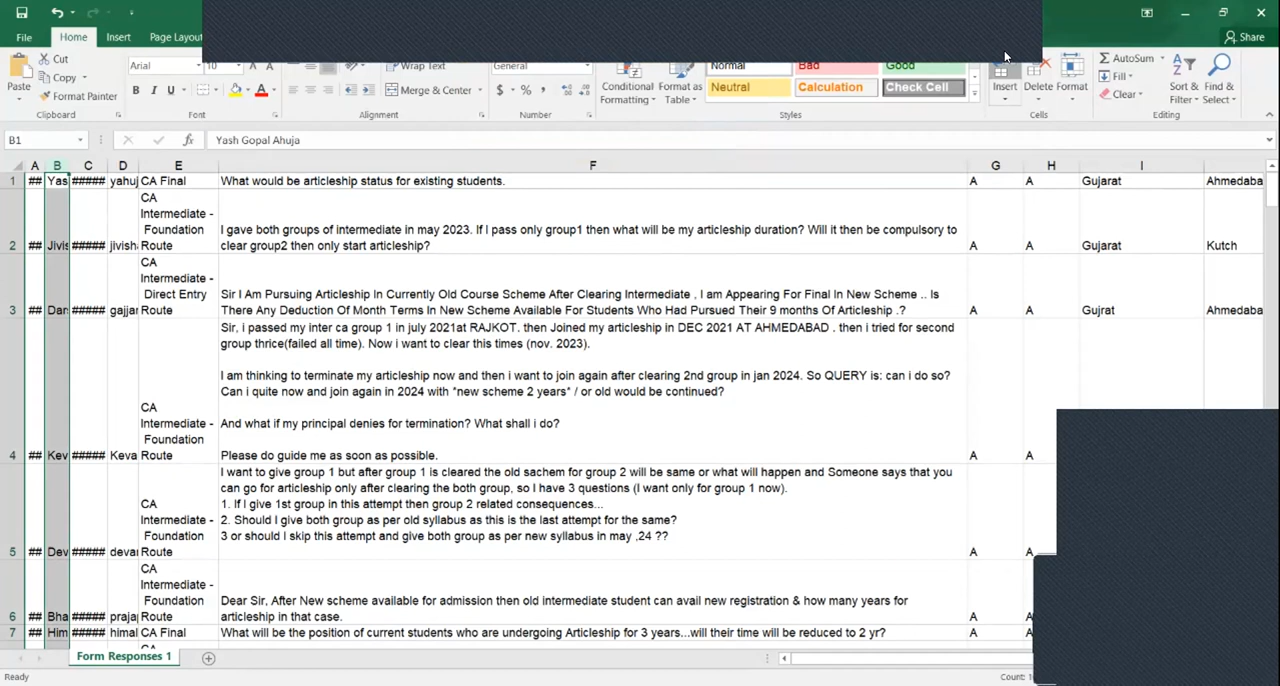 File Home Insert Page Layou
Share
Cut
Copy
Format Painter
Paste
Clipboard
Arial 10
B I U
Font
Wrap Text
Merge & Center
Alignment
General
$ % ,
Number
Conditional Formatting
Format as Table
Normal Bad Good
Neutral Calculation Check Cell
Styles
Insert Delete Format
Cells
AutoSum
Fill
Clear
Sort & Filter
Find & Select
Editing
B1 fx Yash Gopal Ahuja
A B C D E F G H I
1 ## Yas ##### yahuj CA Final What would be articleship status for existing students. A A Gujarat Ahmedaba
CA
Intermediate -
Foundation I gave both groups of intermediate in may 2023. If I pass only group1 then what will be my articleship duration? Will it then be compulsory to
2 ## Jivis ##### jivish Route clear group2 then only start articleship? A A Gujarat Kutch
CA
Intermediate -
Direct Entry Sir I Am Pursuing Articleship In Currently Old Course Scheme After Clearing Intermediate , I am Appearing For Final In New Scheme .. Is
3 ## Dar ##### gajjar Route There Any Deduction Of Month Terms In New Scheme Available For Students Who Had Pursued Their 9 months Of Articleship .? A A Gujrat Ahmedaba
Sir, i passed my inter ca group 1 in july 2021at RAJKOT. then Joined my articleship in DEC 2021 AT AHMEDABAD . then i tried for second
group thrice(failed all time). Now i want to clear this times (nov. 2023).
I am thinking to terminate my articleship now and then i want to join again after clearing 2nd group in jan 2024. So QUERY is: can i do so?
Can i quite now and join again in 2024 with *new scheme 2 years* / or old would be continued?
CA
Intermediate - And what if my principal denies for termination? What shall i do?
Foundation
4 ## Kev ##### Keva Route Please do guide me as soon as possible. A A
I want to give group 1 but after group 1 is cleared the old sachem for group 2 will be same or what will happen and Someone says that you
can go for articleship only after clearing the both group, so I have 3 questions (I want only for group 1 now).
CA 1. If I give 1st group in this attempt then group 2 related consequences...
Intermediate - 2. Should I give both group as per old syllabus as this is the last attempt for the same?
Foundation 3 or should I skip this attempt and give both group as per new syllabus in may ,24 ??
5 ## Dev ##### devar Route A A
CA
Intermediate -
Foundation Dear Sir, After New scheme available for admission then old intermediate student can avail new registration & how many years for
6 ## Bha ##### prajap Route articleship in that case. A A
7 ## Him ##### himal CA Final What will be the position of current students who are undergoing Articleship for 3 years...will their time will be reduced to 2 yr? A A
Form Responses 1
Ready Count: